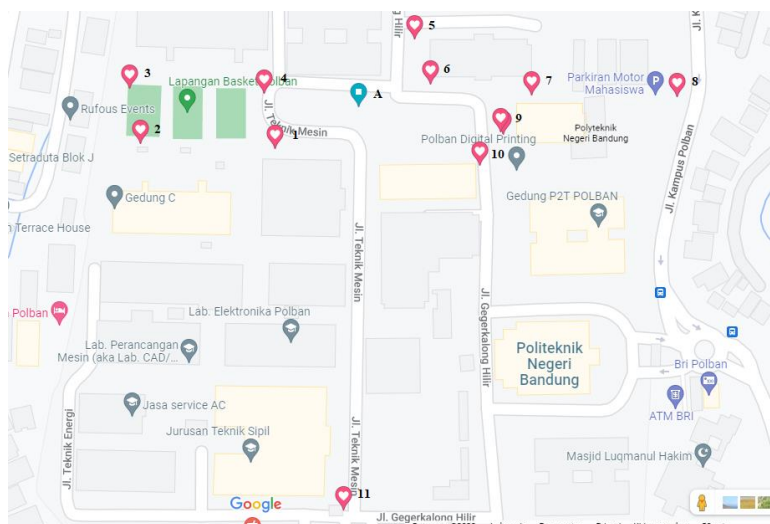 Hilir
5
Jl. K
3
4
6
7
A
Parkiran Motor
Mahasiswa
P
8
Lapangan Basket Polban
Rufous Events
2
Jl. Teknik Mesin
1
9
Polban Digital Printing
Polyteknik
Negeri Bandung
10
Setraduta Blok J
Gedung C
Gedung P2T POLBAN
Jl. Kampus Polban
n Terrace House
Jl. Teknik Mesin
Polban
Lab. Elektronika Polban
Jl. Gegerkalong Hilir
Lab. Perancangan
Mesin (aka Lab. CAD/...
Politeknik
Negeri
Bandung
Bri Polban
Jasa service AC
ATM BRI
Jl. Teknik Energi
Jurusan Teknik Sipil
Jl. Teknik Mesin
Masjid Luqmanul Hakim
Google
11
Jl. Gegerkalong Hilir